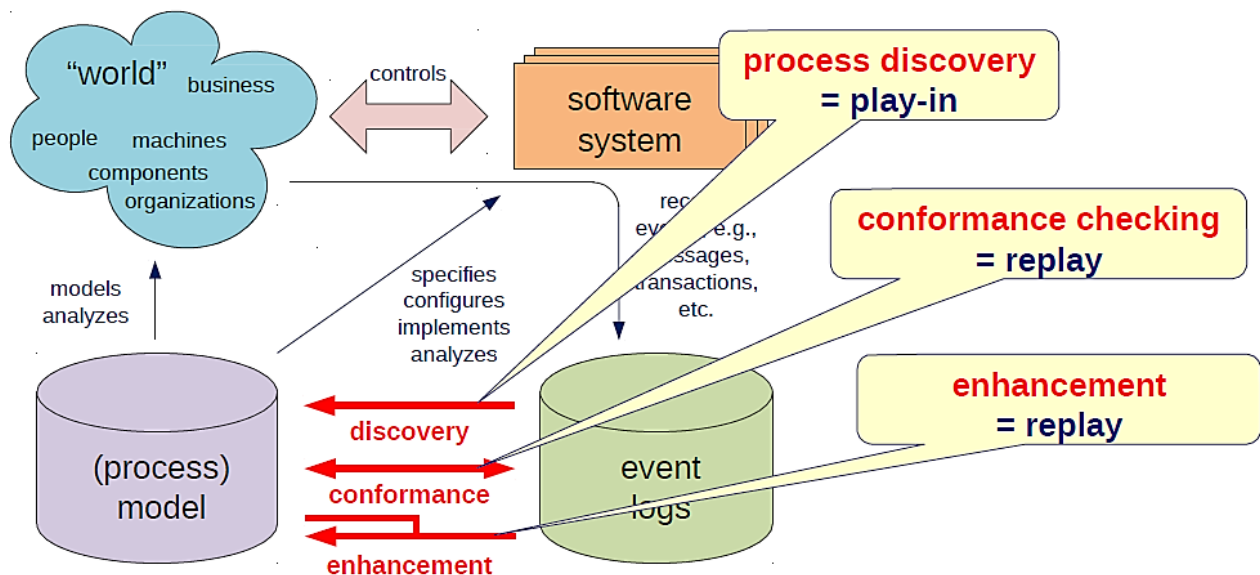 “world”
business
people
machines
components
organizations
controls
software
system
process discovery
= play-in
e.g.,
etc.
conformance checking
= replay
models
analyzes
specifies
configures
implements
analyzes
enhancement
= replay
(process)
model
discovery
conformance
enhancement
event
logs